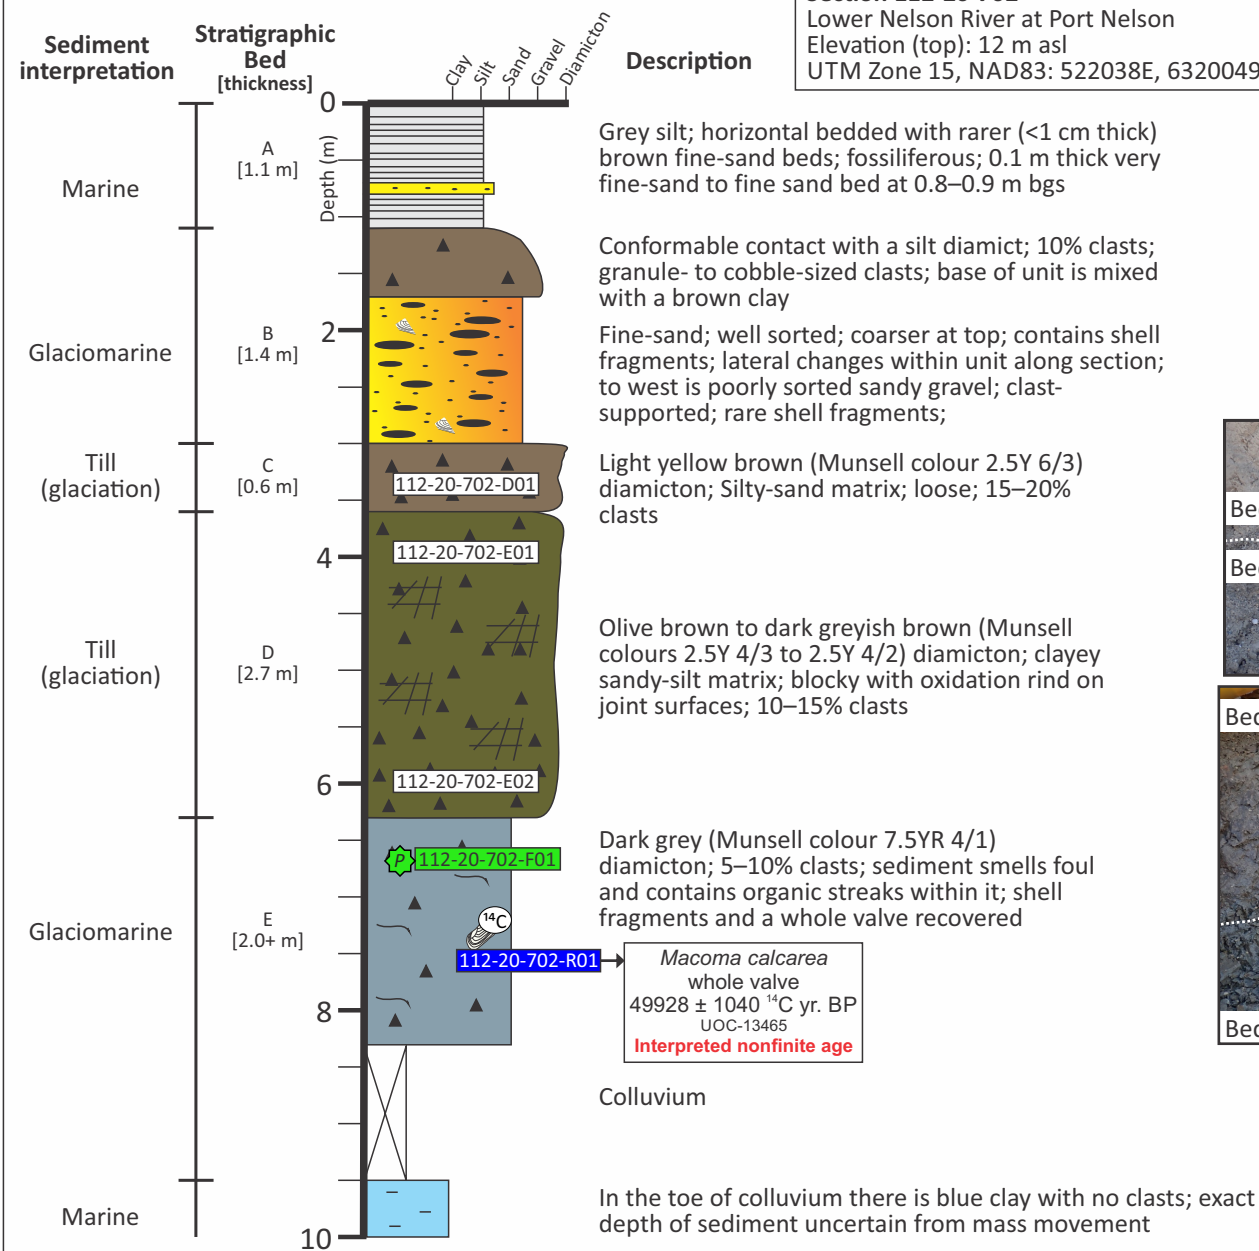 Section 112-20-702
Lower Nelson River at Port Nelson
Elevation (top): 12 m asl
UTM Zone 15, NAD83: 522038E, 6320049
Sediment
interpretation
Stratigraphic
Bed
[thickness]
Clay
Silt
Sand
Gravel
Diamicton
Description
0
Depth (m)
2
4
6
8
10
Marine
A
[1.1 m]
Grey silt; horizontal bedded with rarer (<1 cm thick)
brown fine-sand beds; fossiliferous; 0.1 m thick very
fine-sand to fine sand bed at 0.8–0.9 m bgs
Conformable contact with a silt diamict; 10% clasts;
granule- to cobble-sized clasts; base of unit is mixed
with a brown clay
Glaciomarine
B
[1.4 m]
Fine-sand; well sorted; coarser at top; contains shell
fragments; lateral changes within unit along section;
to west is poorly sorted sandy gravel; clast-
supported; rare shell fragments;
Till
(glaciation)
C
[0.6 m]
112-20-702-D01
Light yellow brown (Munsell colour 2.5Y 6/3)
diamicton; Silty-sand matrix; loose; 15–20%
clasts
Till
(glaciation)
D
[2.7 m]
112-20-702-E01
112-20-702-E02
Olive brown to dark greyish brown (Munsell
colours 2.5Y 4/3 to 2.5Y 4/2) diamicton; clayey
sandy-silt matrix; blocky with oxidation rind on
joint surfaces; 10–15% clasts
Glaciomarine
E
[2.0+ m]
P
112-20-702-F01
14C
112-20-702-R01
Dark grey (Munsell colour 7.5YR 4/1)
diamicton; 5–10% clasts; sediment smells foul
and contains organic streaks within it; shell
fragments and a whole valve recovered
Macoma calcarea
whole valve
49928 ± 1040 14C yr. BP
UOC-13465
Interpreted nonfinite age
Colluvium
Marine
In the toe of colluvium there is blue clay with no clasts; exact
depth of sediment uncertain from mass movement
Be
Be
Bed
Bed